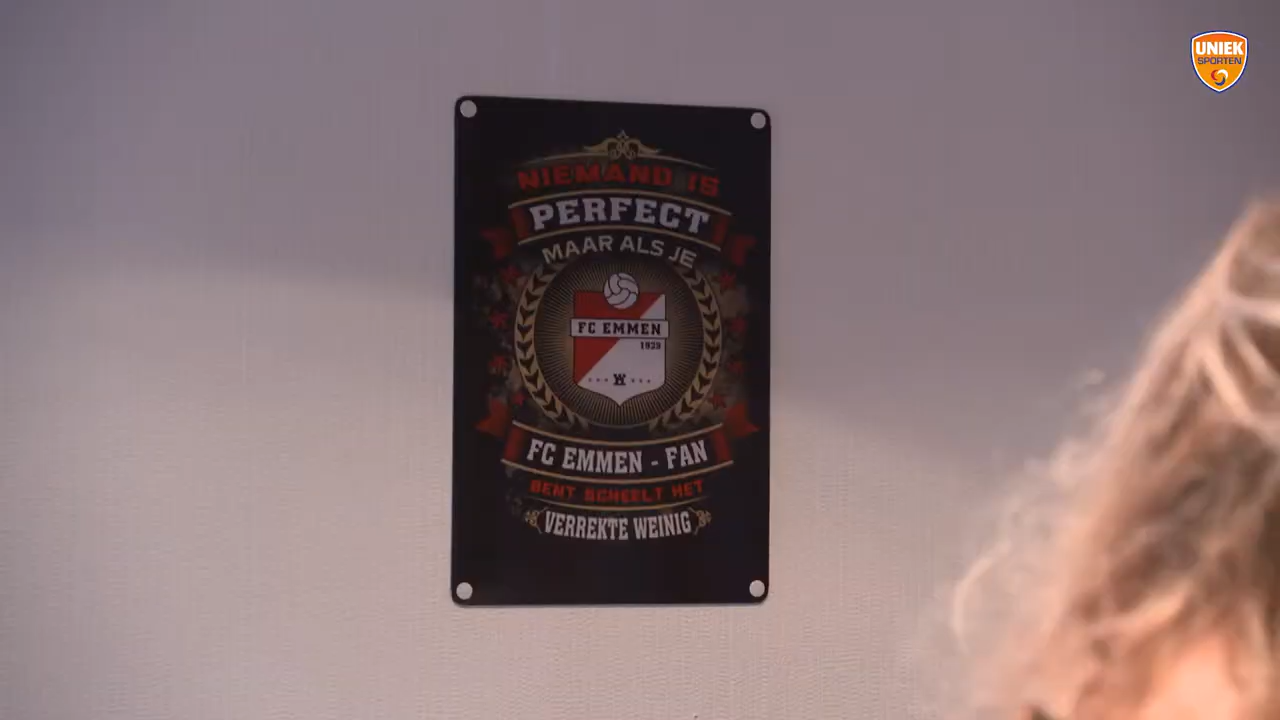 UNIEK
SPORTEN
NIEMAND IS
PERFECT
MAAR ALS JE
FC EMMEN
1925
FC EMMEN - FAN
BENT SCHEELT HET
VERREKTE WEINIG